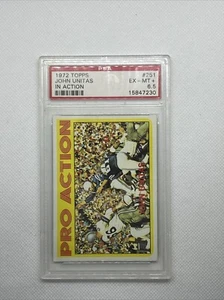 1972 TOPPS #251
JOHN UNITAS EX-MT+
IN ACTION 6.5
15847230
PRO ACTION